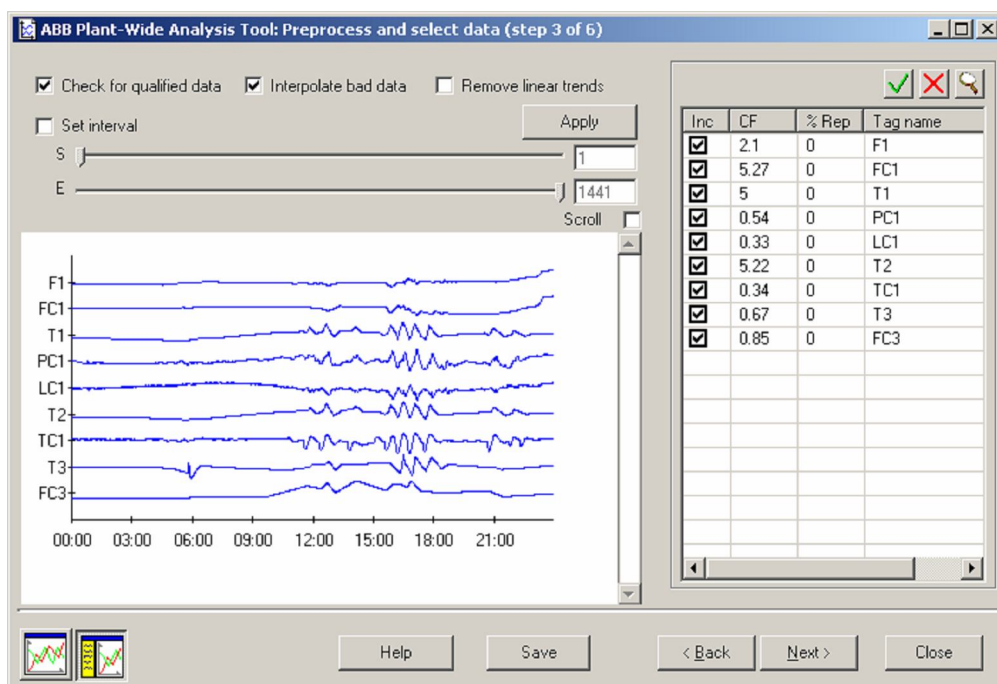 ABB Plant-Wide Analysis Tool: Preprocess and select data (step 3 of 6)
Check for qualified data Interpolate bad data Remove linear trends
Set interval Apply
S 1
E 1441
Scroll
F1
FC1
T1
PC1
LC1
T2
TC1
T3
FC3
00:00 03:00 06:00 09:00 12:00 15:00 18:00 21:00
Inc CF % Rep Tag name
2.1 0 F1
5.27 0 FC1
5 0 T1
0.54 0 PC1
0.33 0 LC1
5.22 0 T2
0.34 0 TC1
0.67 0 T3
0.85 0 FC3
Help Save < Back Next > Close